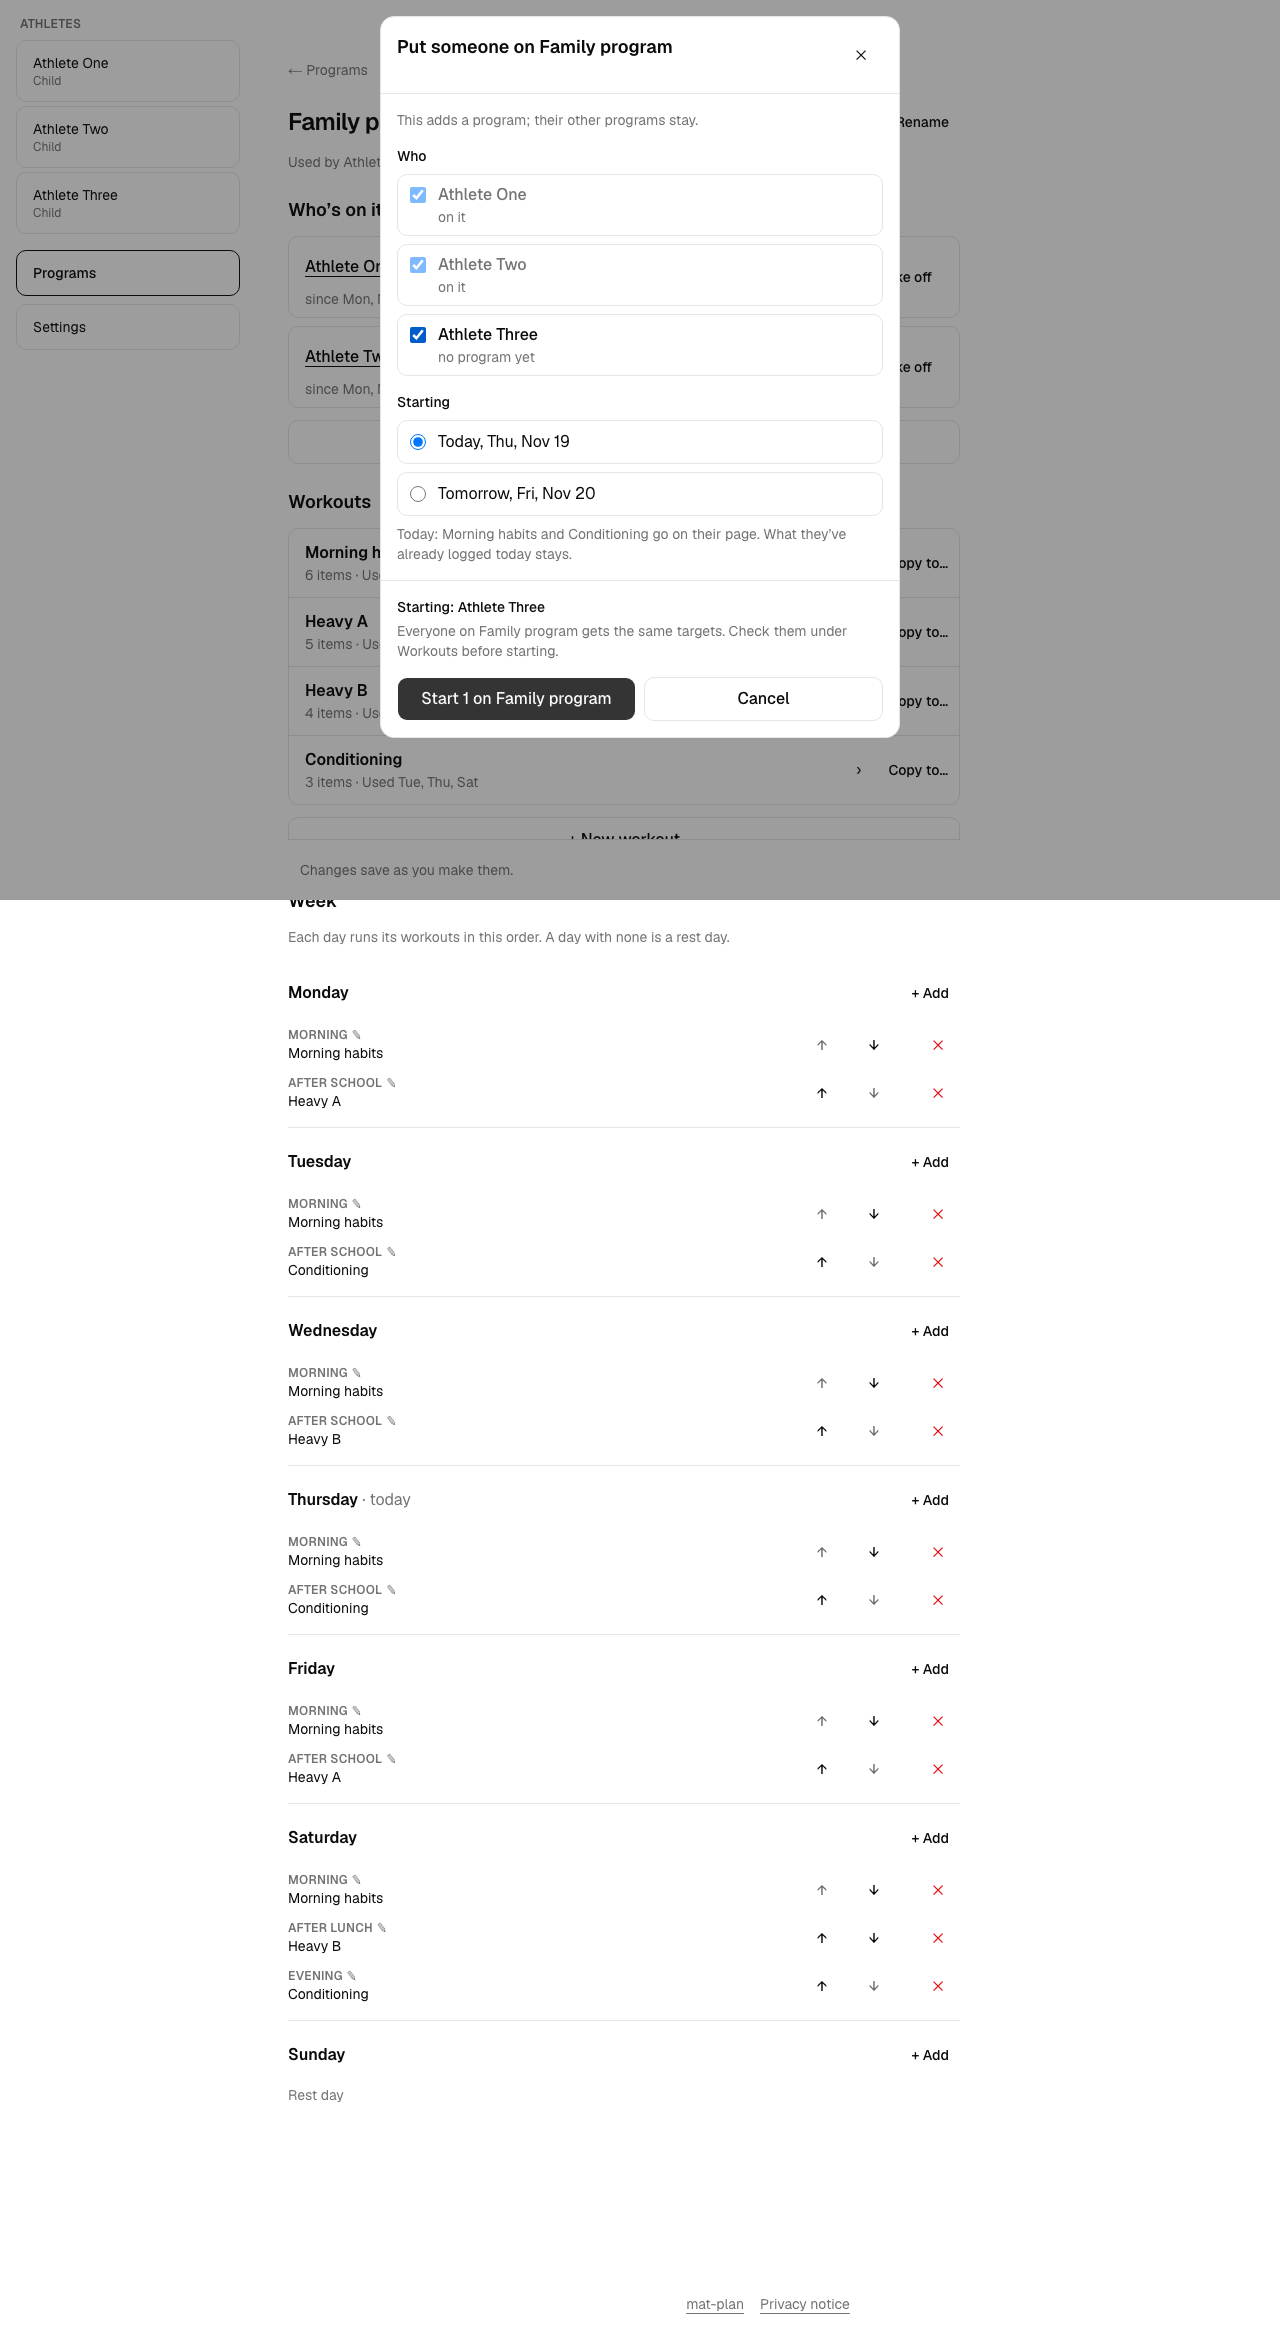 ATHLETES
Athlete One
Child
Athlete Two
Child
Athlete Three
Child
Programs
Settings
← Programs
Family p
Rename
Used by Athlet
Who's on it
Athlete On
since Mon,
ke off
Athlete Tw
since Mon,
ke off
Workouts
Morning h
6 items · Use
opy to...
Heavy A
5 items · Use
opy to...
Heavy B
4 items · Use
opy to...
Conditioning
3 items · Used Tue, Thu, Sat
› Copy to...
+ New workout
Changes save as you make them.
Put someone on Family program
×
This adds a program; their other programs stay.
Who
Athlete One
on it
Athlete Two
on it
Athlete Three
no program yet
Starting
Today, Thu, Nov 19
Tomorrow, Fri, Nov 20
Today: Morning habits and Conditioning go on their page. What they've
already logged today stays.
Starting: Athlete Three
Everyone on Family program gets the same targets. Check them under
Workouts before starting.
Start 1 on Family program
Cancel
Week
Each day runs its workouts in this order. A day with none is a rest day.
Monday
+ Add
MORNING ✎
Morning habits
↑ ↓ ×
AFTER SCHOOL ✎
Heavy A
↑ ↓ ×
Tuesday
+ Add
MORNING ✎
Morning habits
↑ ↓ ×
AFTER SCHOOL ✎
Conditioning
↑ ↓ ×
Wednesday
+ Add
MORNING ✎
Morning habits
↑ ↓ ×
AFTER SCHOOL ✎
Heavy B
↑ ↓ ×
Thursday · today
+ Add
MORNING ✎
Morning habits
↑ ↓ ×
AFTER SCHOOL ✎
Conditioning
↑ ↓ ×
Friday
+ Add
MORNING ✎
Morning habits
↑ ↓ ×
AFTER SCHOOL ✎
Heavy A
↑ ↓ ×
Saturday
+ Add
MORNING ✎
Morning habits
↑ ↓ ×
AFTER LUNCH ✎
Heavy B
↑ ↓ ×
EVENING ✎
Conditioning
↑ ↓ ×
Sunday
+ Add
Rest day
mat-plan Privacy notice